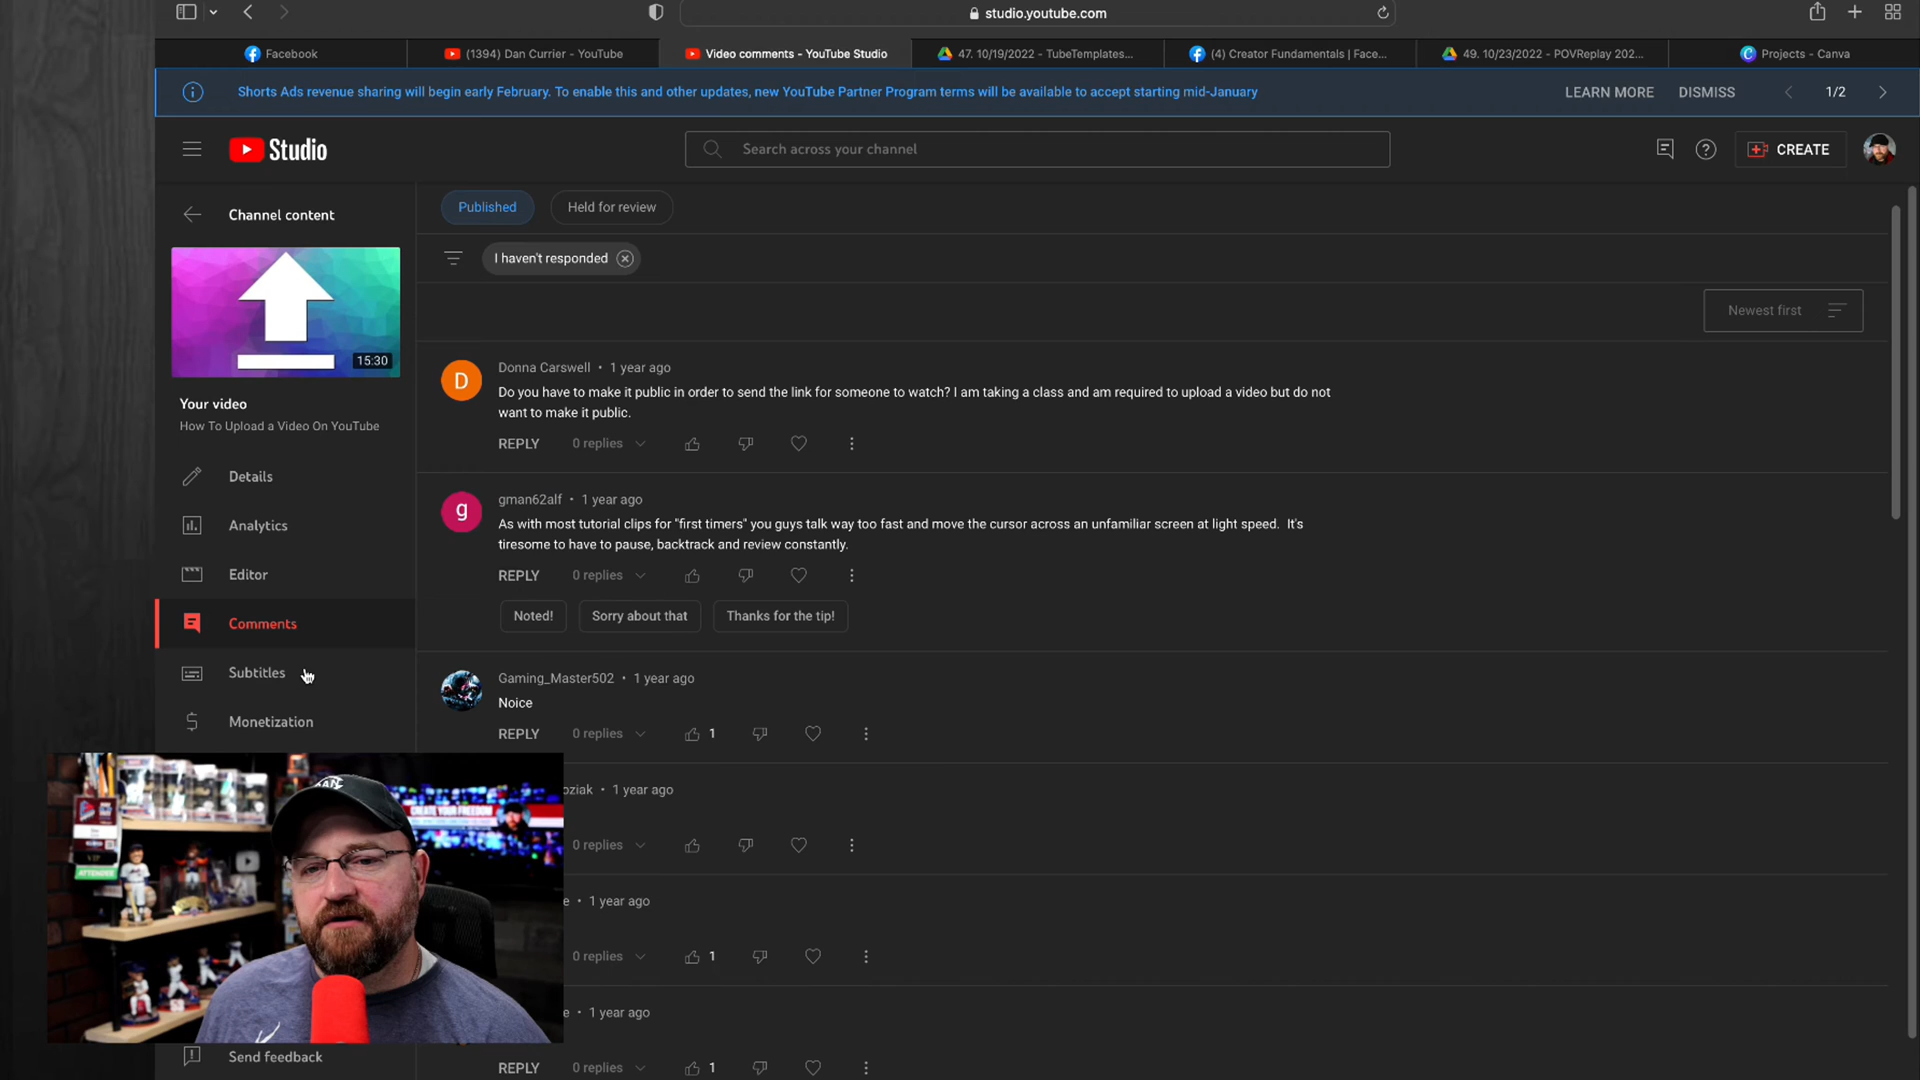 studio.youtube.com
Facebook
(1394) Dan Currier - YouTube
Video comments - YouTube Studio
47. 10/19/2022 - TubeTemplates...
(4) Creator Fundamentals | Face...
49. 10/23/2022 - POVReplay 202...
Projects - Canva
Shorts Ads revenue sharing will begin early February. To enable this and other updates, new YouTube Partner Program terms will be available to accept starting mid-January
LEARN MORE
DISMISS
1/2
Studio
Search across your channel
CREATE
Channel content
Published
Held for review
I haven't responded
Newest first
15:30
Your video
How To Upload a Video On YouTube
Details
Analytics
Editor
Comments
Subtitles
Monetization
Send feedback
D
Donna Carswell • 1 year ago
Do you have to make it public in order to send the link for someone to watch? I am taking a class and am required to upload a video but do not
want to make it public.
REPLY
0 replies
g
gman62alf • 1 year ago
As with most tutorial clips for "first timers" you guys talk way too fast and move the cursor across an unfamiliar screen at light speed. It's
tiresome to have to pause, backtrack and review constantly.
REPLY
0 replies
Noted!
Sorry about that
Thanks for the tip!
Gaming_Master502 • 1 year ago
Noice
REPLY
0 replies
1
oziak • 1 year ago
0 replies
e • 1 year ago
0 replies
1
e • 1 year ago
REPLY
0 replies
1
CREATE YOUR FREEDOM
VIP
ATTENDEE